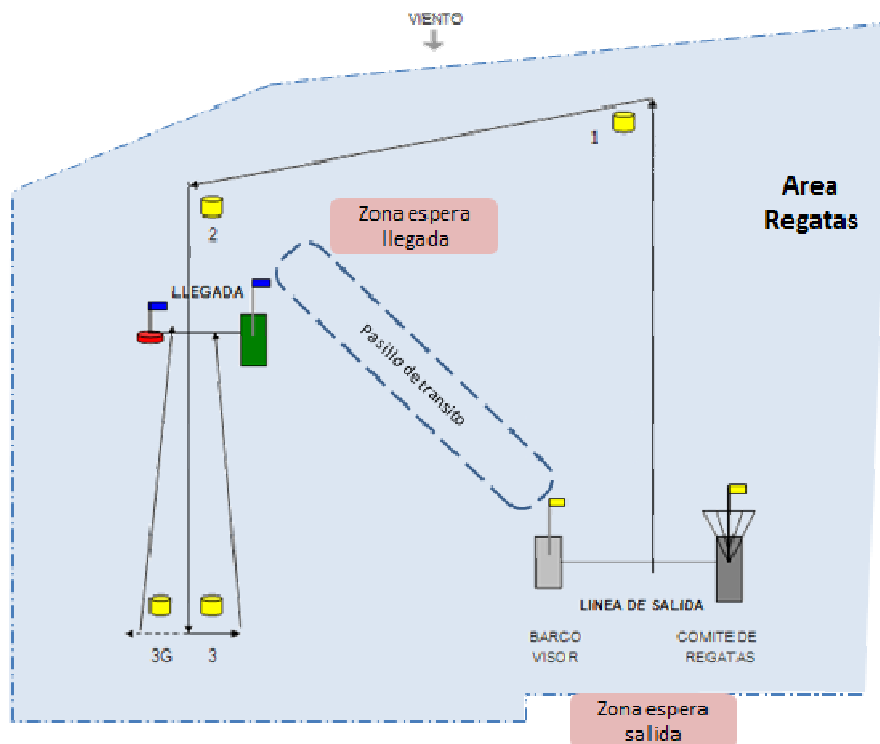 VIENTO
1
Area
Regatas
Zona espera
llegada
2
LLEGADA
Pasillo de transito
LINEA DE SALIDA
BARCO
VISOR
COMITE DE
REGATAS
3G
3
Zona espera
salida